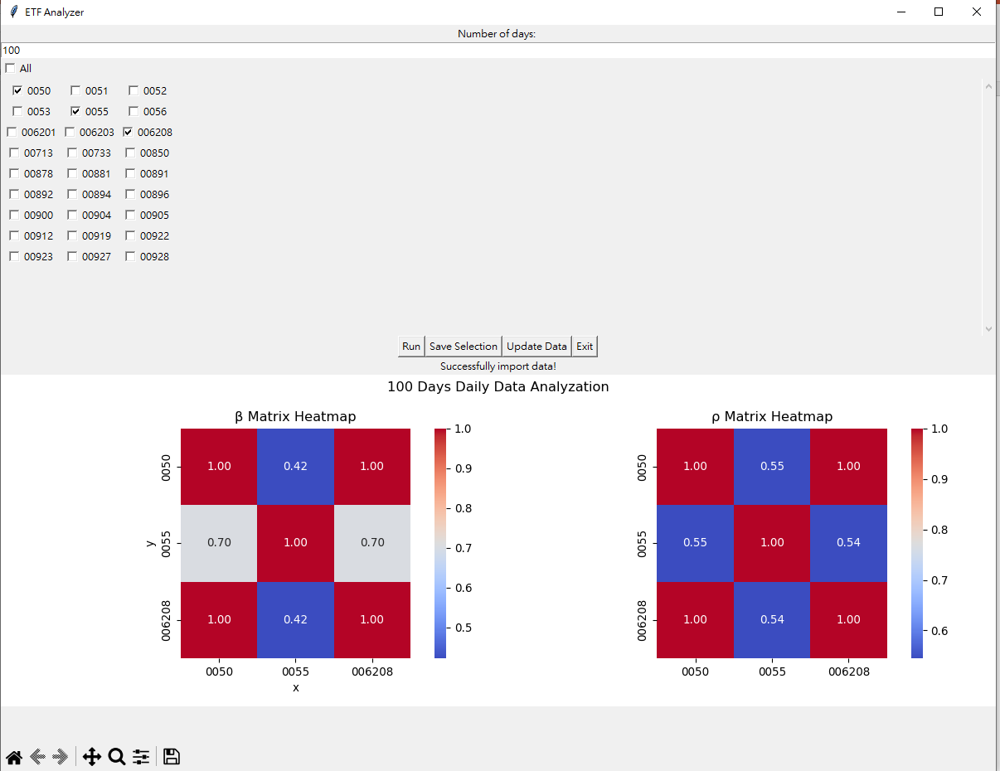 ETF Analyzer
Number of days:
100
All
0050 0051 0052
0053 0055 0056
006201 006203 006208
00713 00733 00850
00878 00881 00891
00892 00894 00896
00900 00904 00905
00912 00919 00922
00923 00927 00928
Run Save Selection Update Data Exit
Successfully import data!
100 Days Daily Data Analyzation
β Matrix Heatmap
1.00 0.42 1.00
0.70 1.00 0.70
1.00 0.42 1.00
0050
0055
006208
y
0050 0055 006208
x
1.0
0.9
0.8
0.7
0.6
0.5
ρ Matrix Heatmap
1.00 0.55 1.00
0.55 1.00 0.54
1.00 0.54 1.00
0050
0055
006208
0050 0055 006208
1.0
0.9
0.8
0.7
0.6